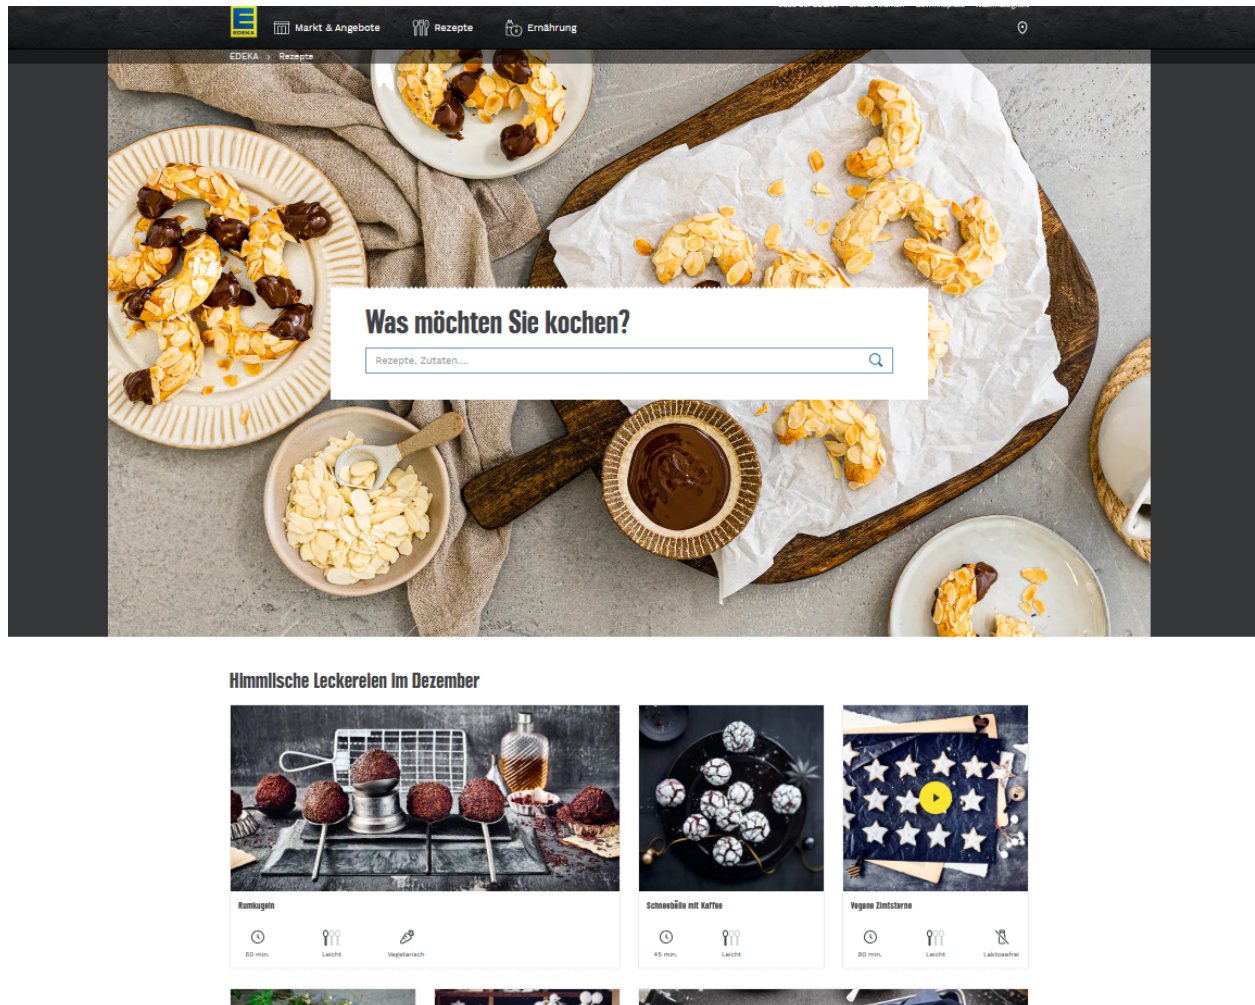 EDEKA
Markt & Angebote
Rezepte
Ernährung
EDEKA > Rezepte
Was möchten Sie kochen?
Rezepte, Zutaten....
Himmlische Leckereien im Dezember
Rumkugeln
60 min.
Leicht
Vegetarisch
Schneebälle mit Kaffee
45 min.
Leicht
Vegane Zimtsterne
80 min.
Leicht
Laktosefrei